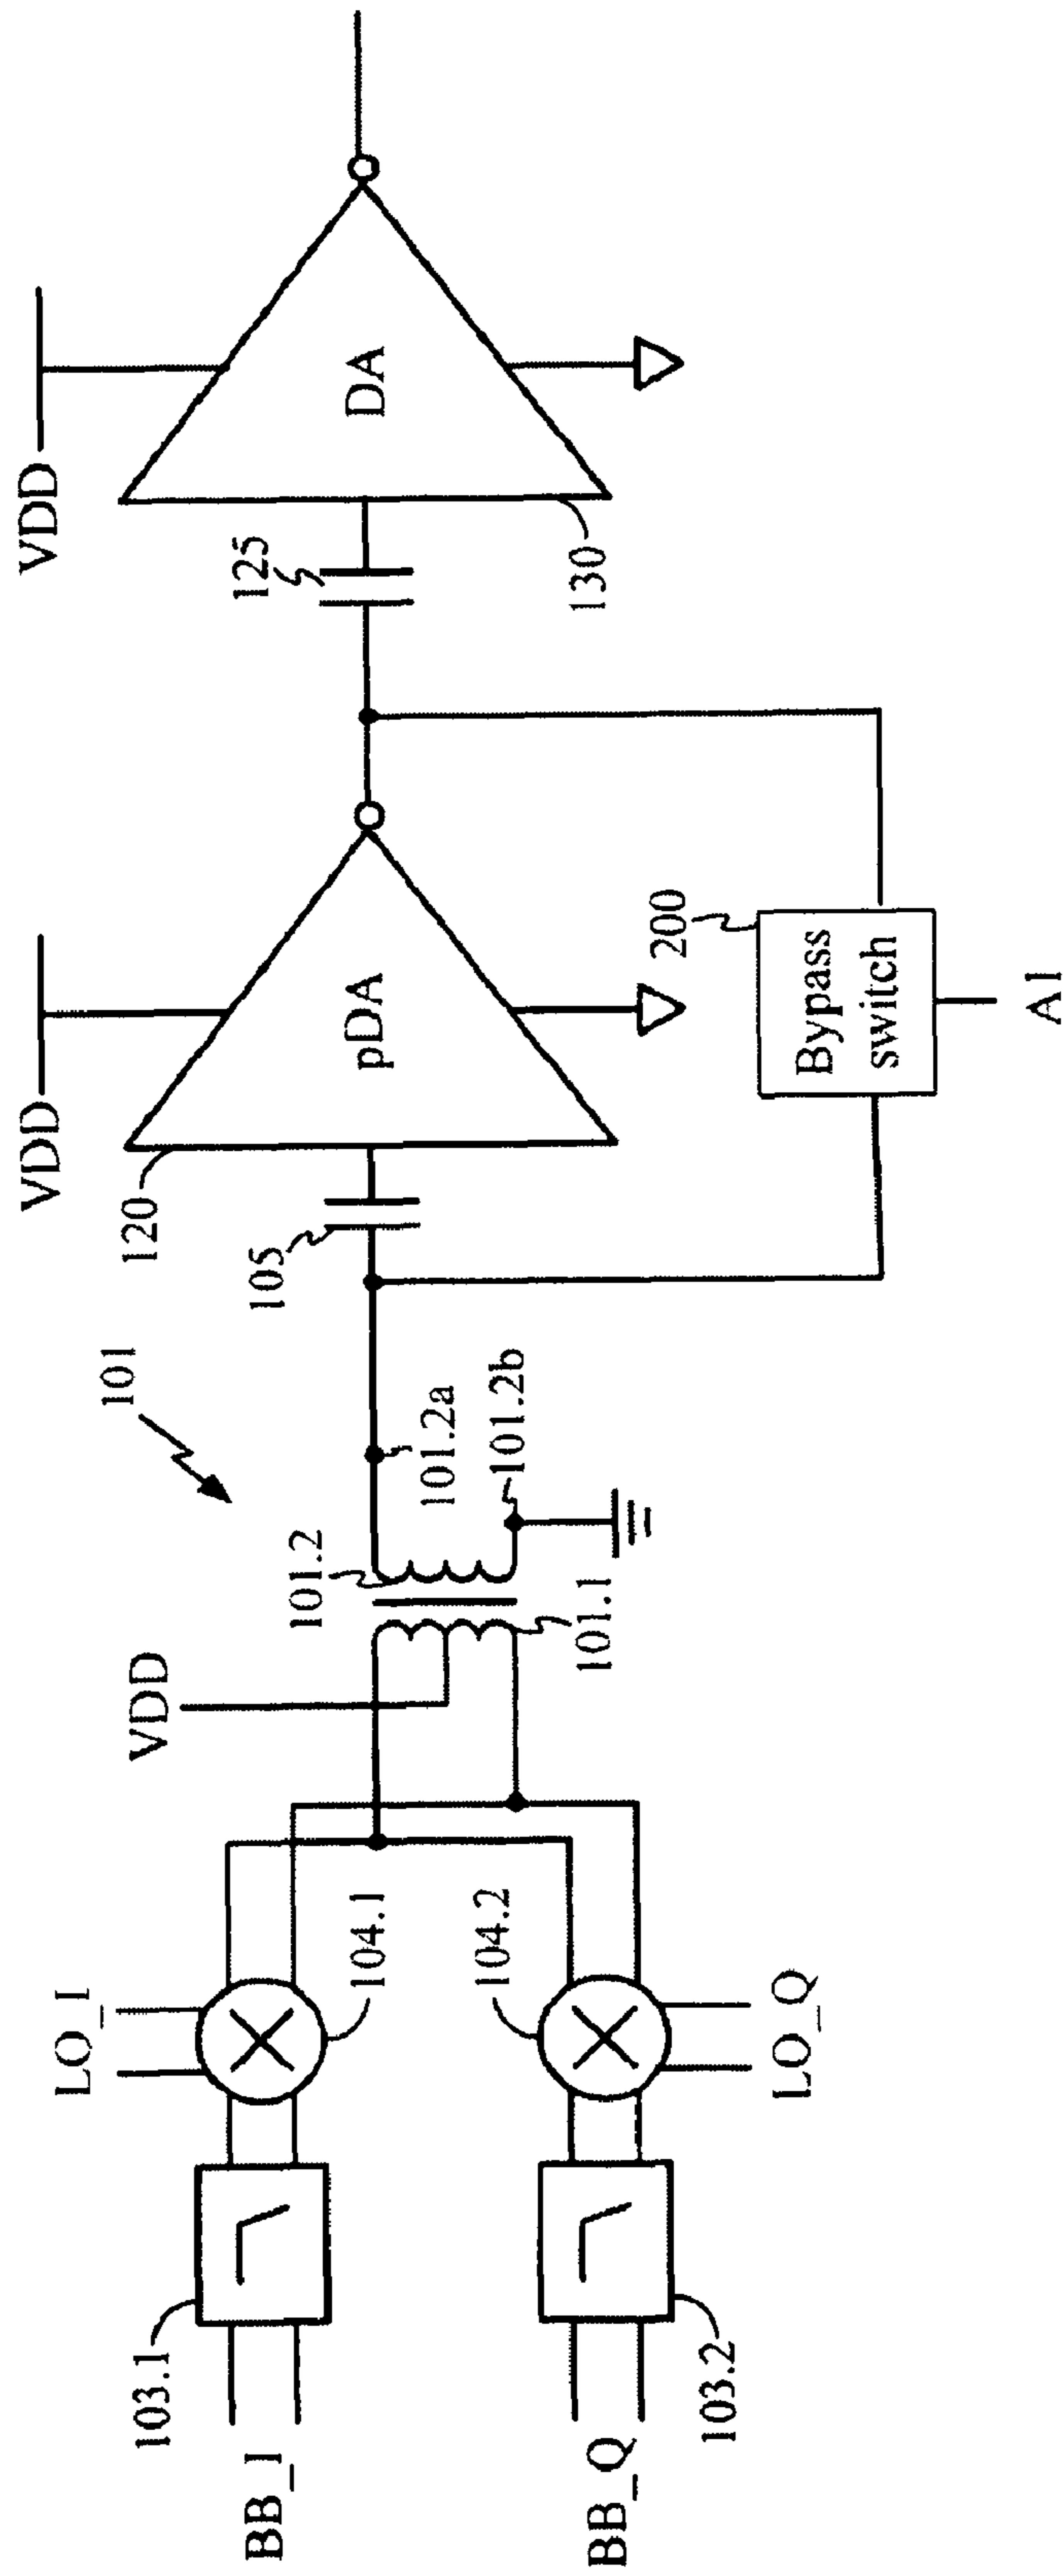 VDD
VDD
VDD
101
120
105
125
pDA
DA
130
LO_I
101.2
101.2a
101.2b
101.1
103.1
BB_I
104.1
104.2
200
Bypass
switch
A1
BB_Q
103.2
LO_Q